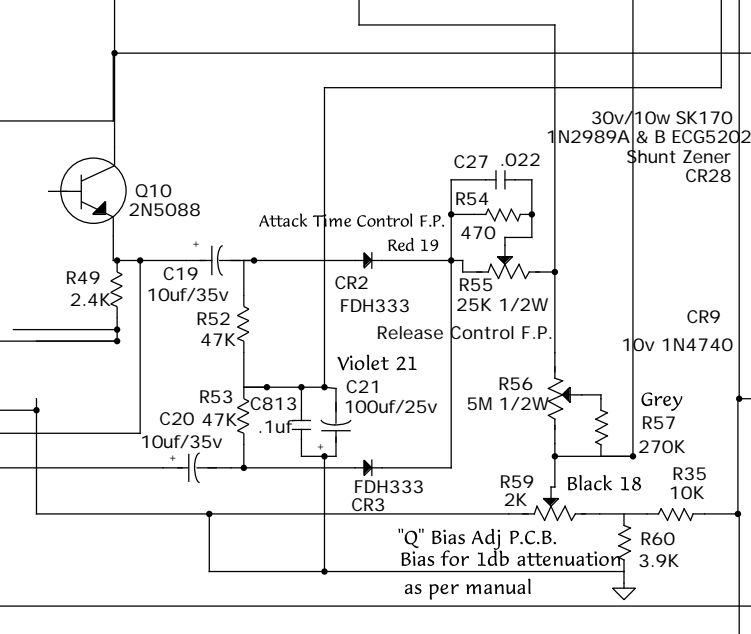 30v/10w SK170
1N2989A & B ECG5202
Shunt Zener
CR28
C27 .022
R54
470
Q10
2N5088
Attack Time Control F.P.
Red 19
+
C19
10uf/35v
R49
2.4K
CR2
FDH333
R55
25K 1/2W
R52
47K
Release Control F.P.
CR9
10v 1N4740
Violet 21
R53
47K
C813
.1uf
C21
100uf/25v
+
R56
5M 1/2W
Grey
R57
270K
C20
10uf/35v
+
FDH333
CR3
R59
2K
Black 18
R35
10K
"Q" Bias Adj P.C.B.
Bias for 1db attenuation
as per manual
R60
3.9K